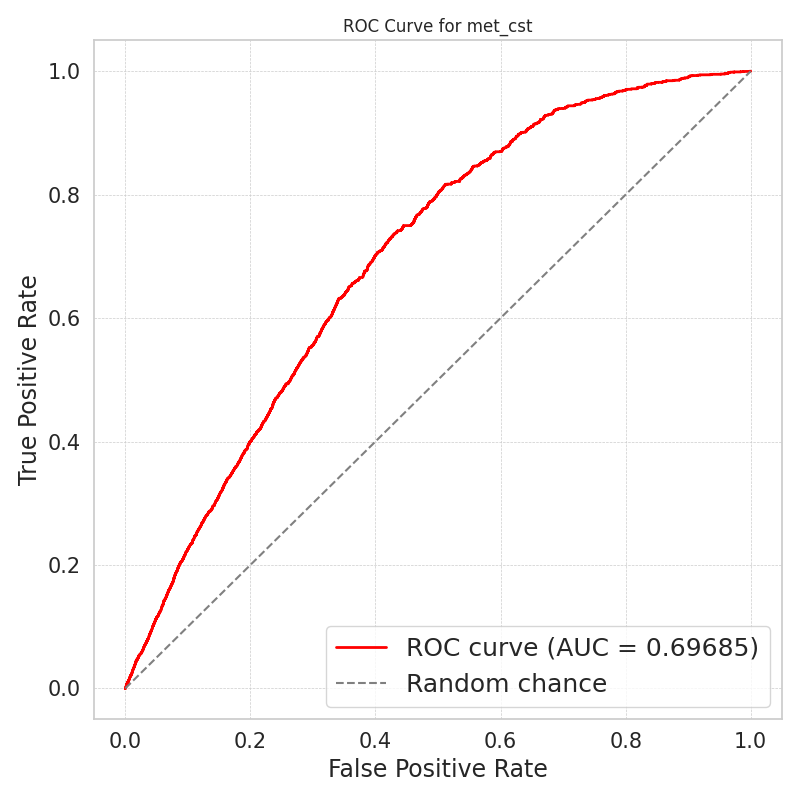 ROC Curve for met_cst
True Positive Rate
1.0
0.8
0.6
0.4
0.2
0.0
ROC curve (AUC = 0.69685)
Random chance
0.0 0.2 0.4 0.6 0.8 1.0
False Positive Rate